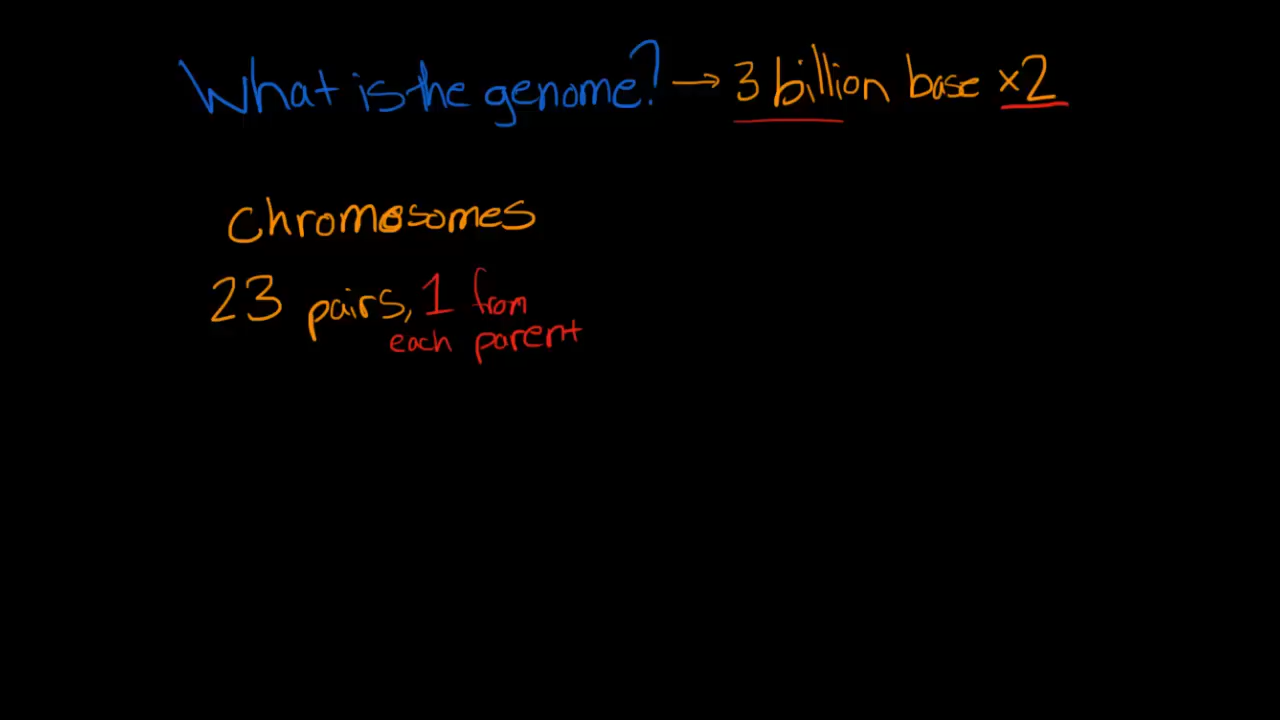 What is the genome? → 3 billion base ×2
chromosomes
23 pairs, 1 from
each parent